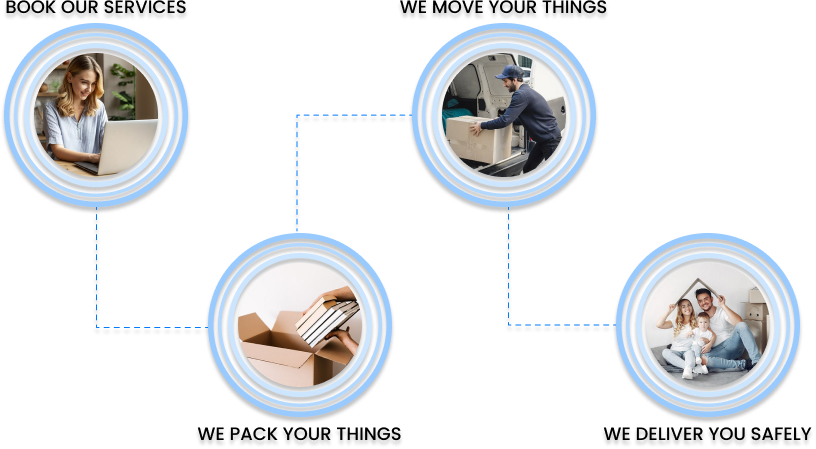 BOOK OUR SERVICES
WE MOVE YOUR THINGS
WE PACK YOUR THINGS
WE DELIVER YOU SAFELY